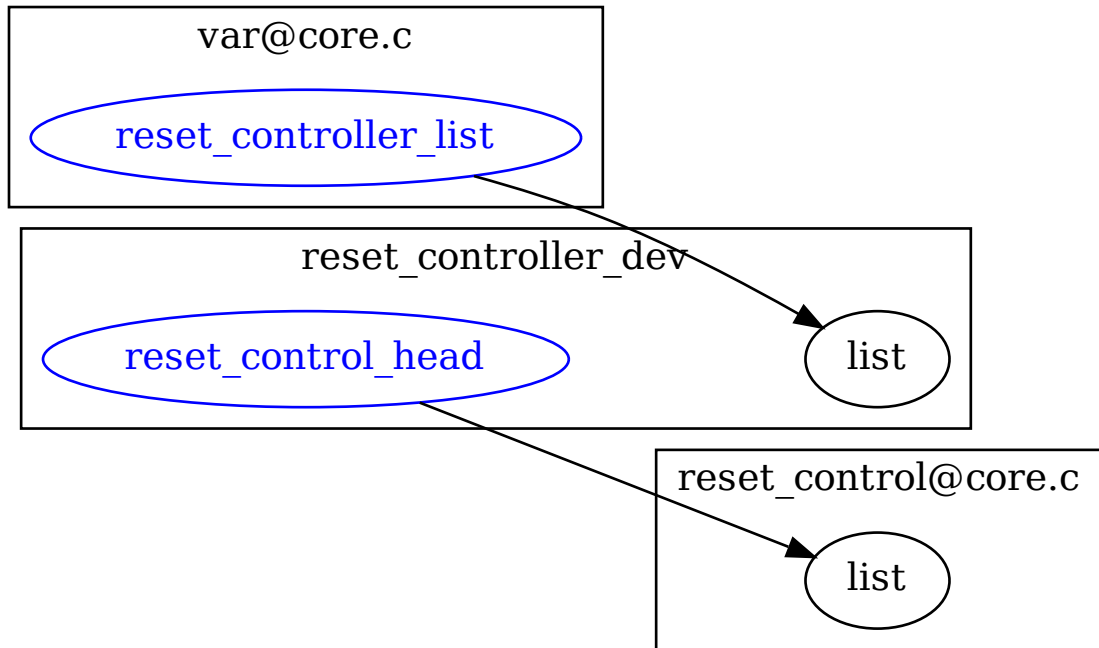 var@core.c
reset_controller_list
reset_controller_dev
reset_control_head
list
reset_control@core.c
list